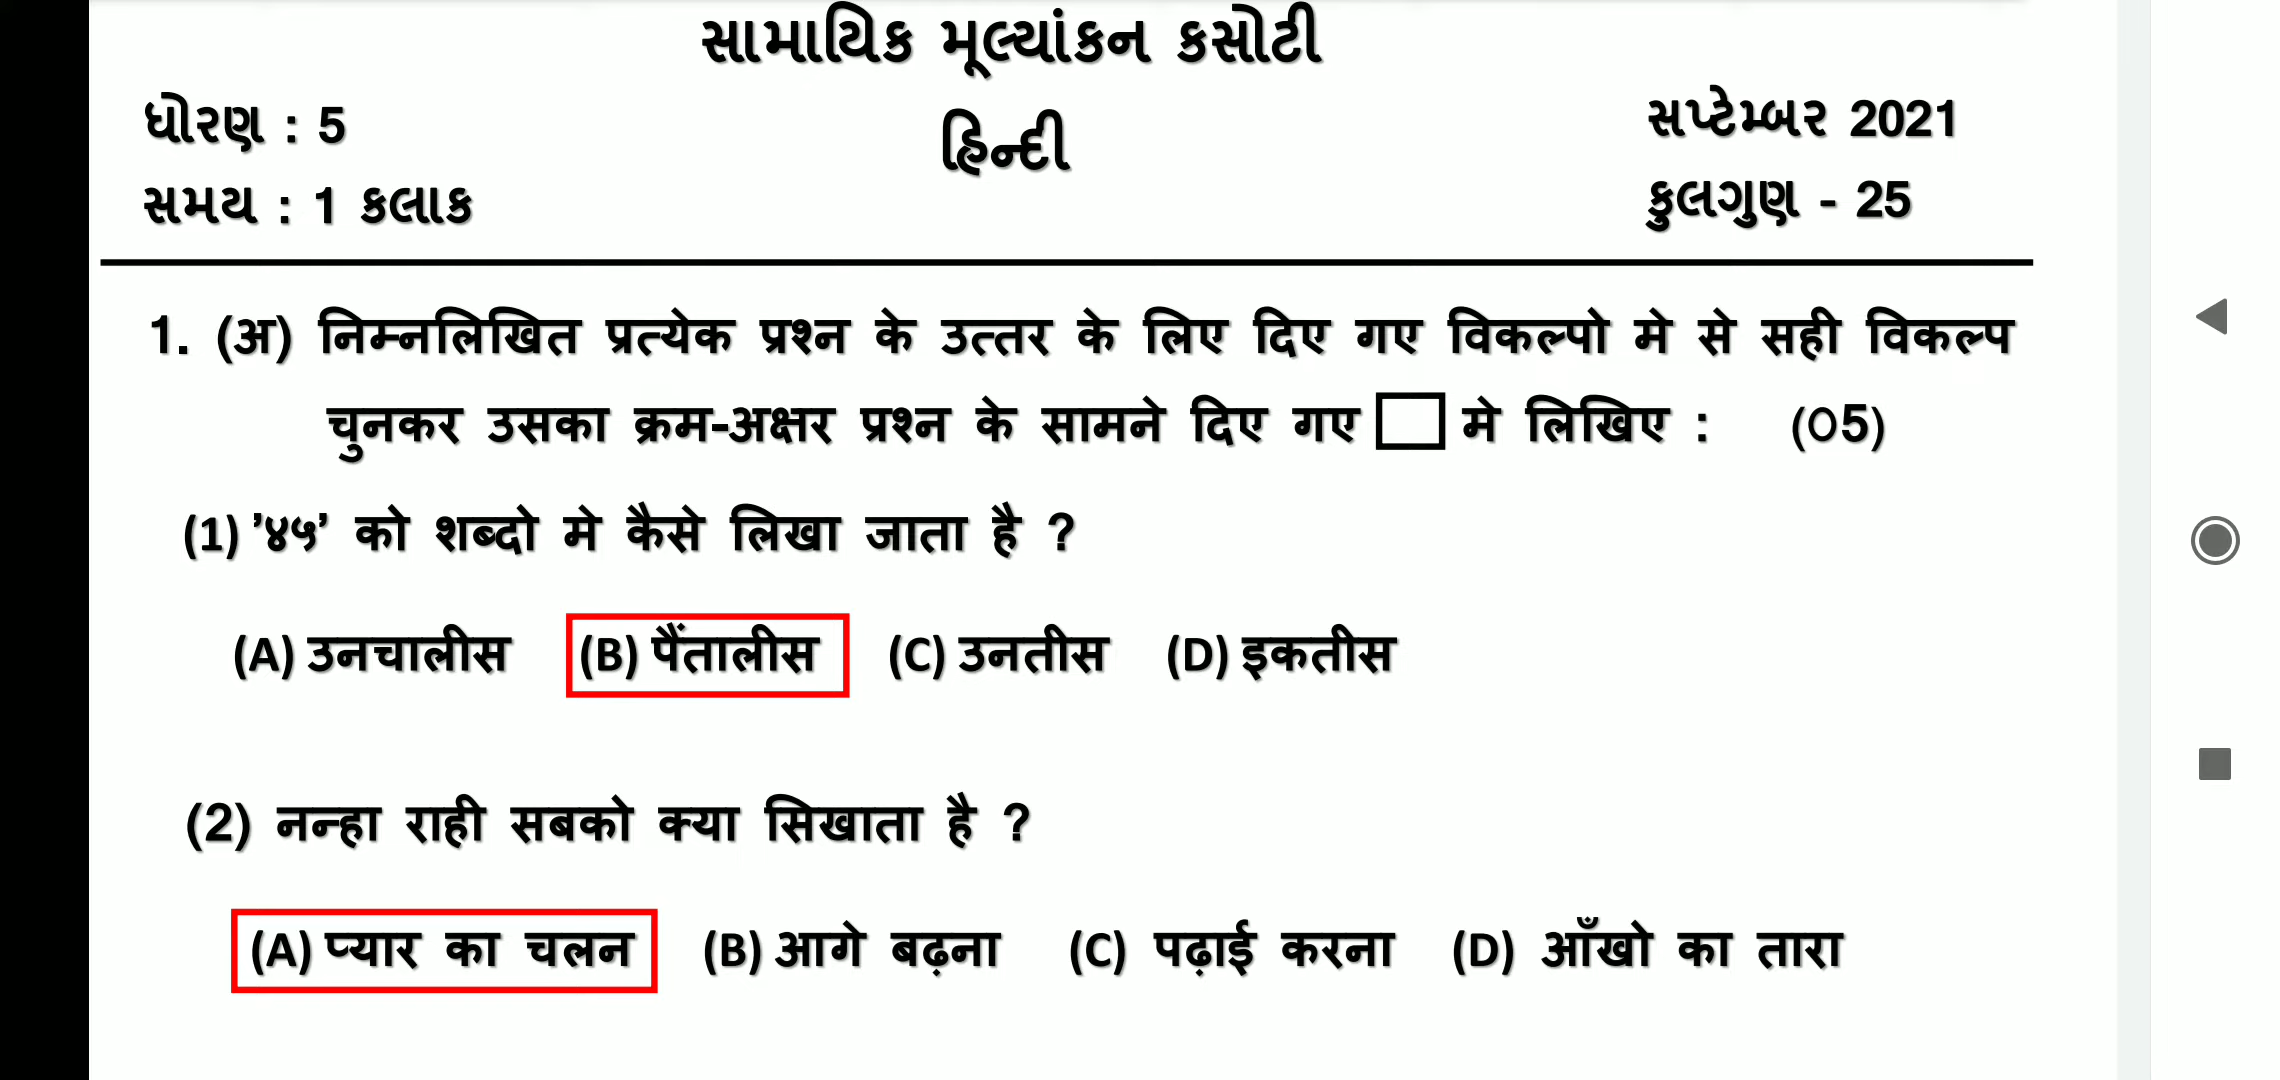 સામાયિક મૂલ્યાંકન કસોટી
ધોરણ : 5
હિન્દી
સપ્ટેમ્બર 2021
સમય : 1 કલાક
કુલગુણ - 25
1. (अ) निम्नलिखित प्रत्येक प्रश्न के उत्तर के लिए दिए गए विकल्पो मे से सही विकल्प
चुनकर उसका क्रम-अक्षर प्रश्न के सामने दिए गए मे लिखिए : (05)
(1) '४५' को शब्दो मे कैसे लिखा जाता है ?
(A) उनचालीस (B) पैंतालीस (C) उनतीस (D) इकतीस
(2) नन्हा राही सबको क्या सिखाता है ?
(A) प्यार का चलन (B) आगे बढ़ना (C) पढ़ाई करना (D) आँखो का तारा